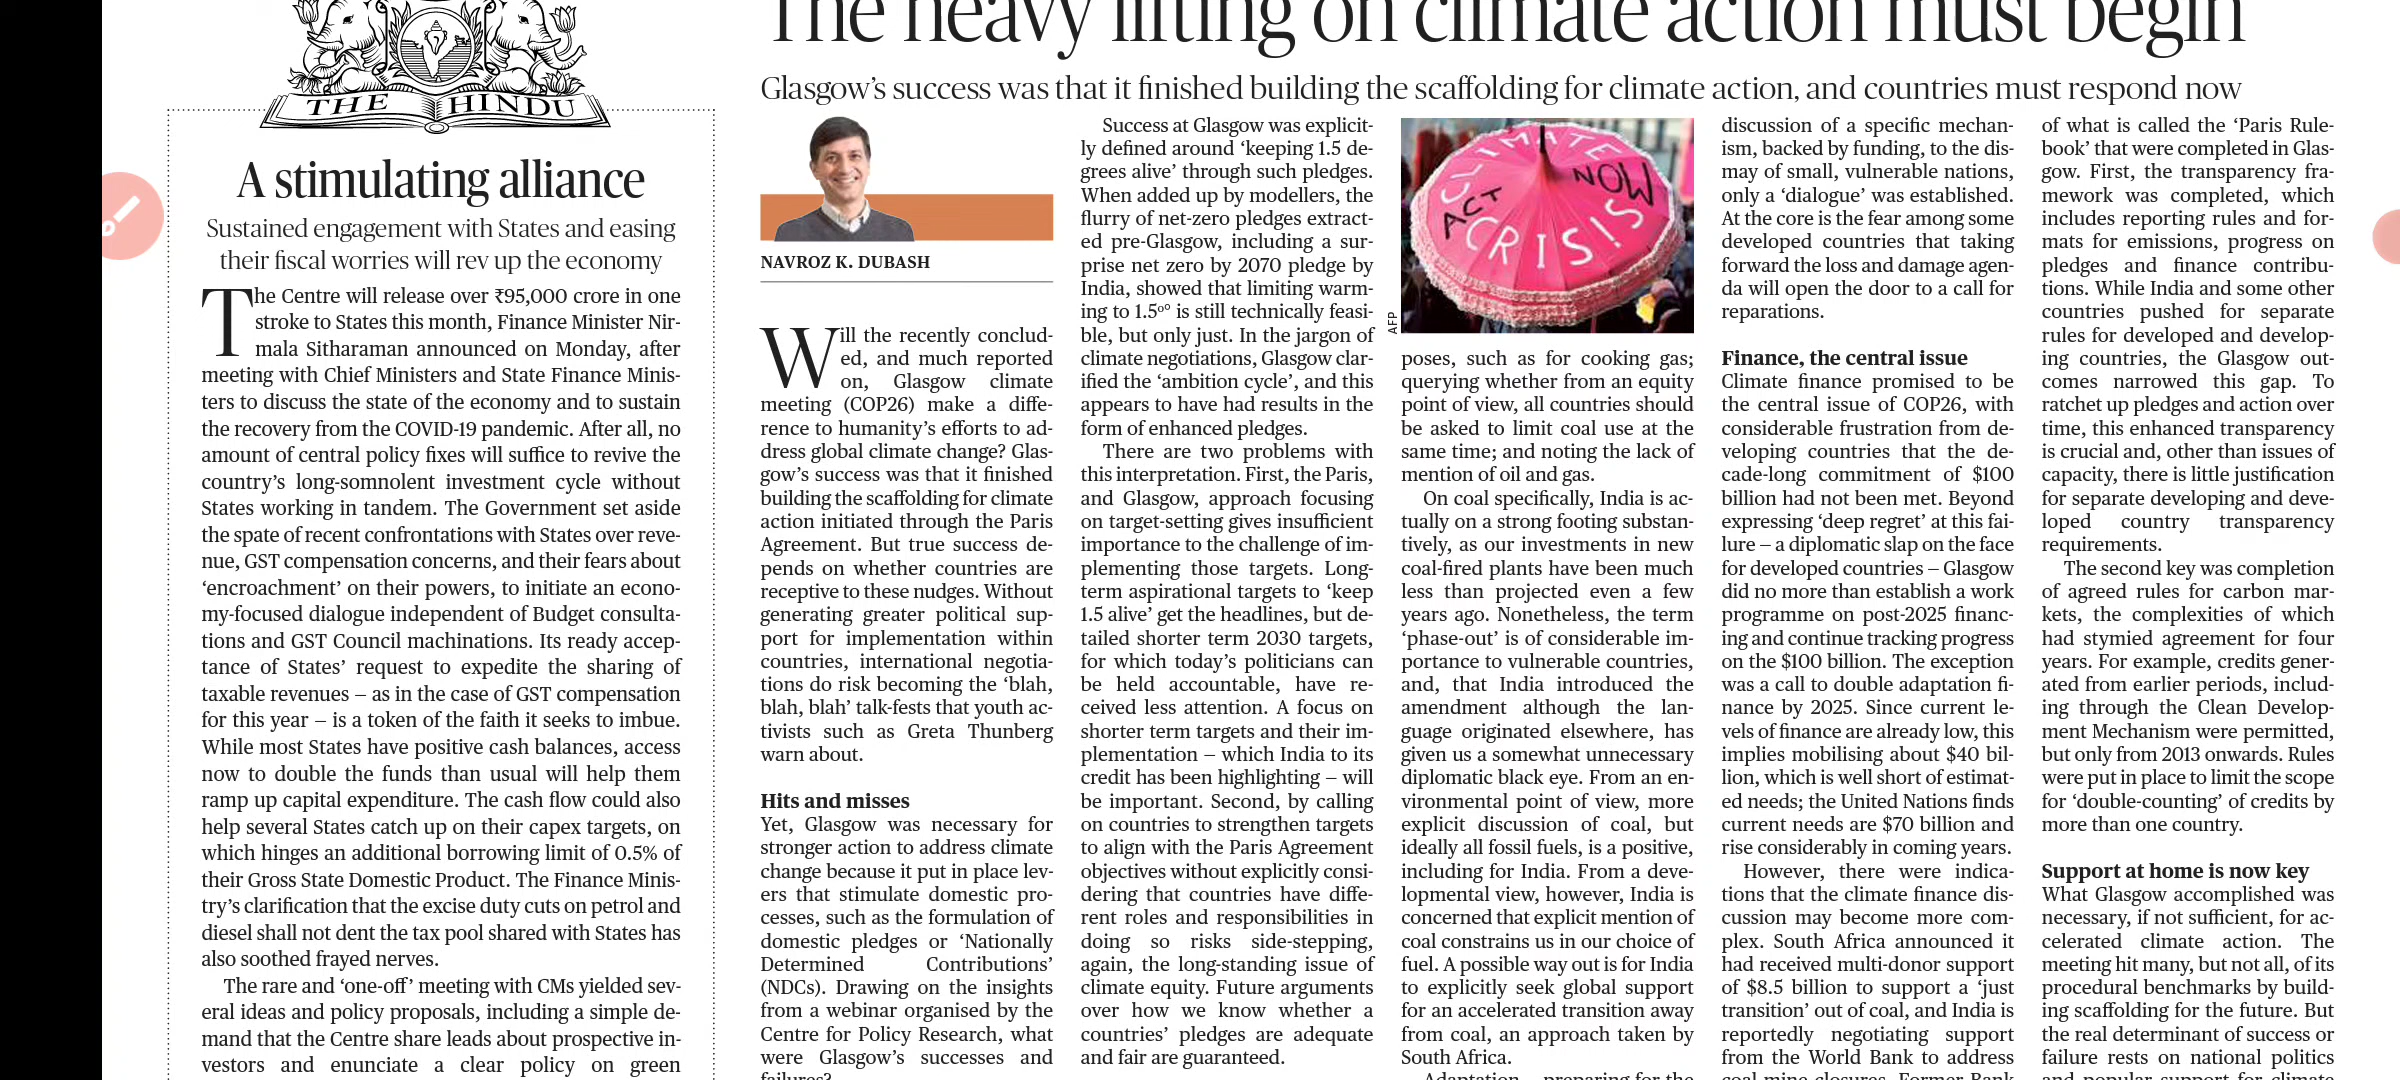 THE HINDU
A stimulating alliance
Sustained engagement with States and easing
their fiscal worries will rev up the economy
The Centre will release over ₹95,000 crore in one
stroke to States this month, Finance Minister Nir-
mala Sitharaman announced on Monday, after
meeting with Chief Ministers and State Finance Minis-
ters to discuss the state of the economy and to sustain
the recovery from the COVID-19 pandemic. After all, no
amount of central policy fixes will suffice to revive the
country's long-somnolent investment cycle without
States working in tandem. The Government set aside
the spate of recent confrontations with States over reve-
nue, GST compensation concerns, and their fears about
'encroachment' on their powers, to initiate an econo-
my-focused dialogue independent of Budget consulta-
tions and GST Council machinations. Its ready accep-
tance of States' request to expedite the sharing of
taxable revenues – as in the case of GST compensation
for this year – is a token of the faith it seeks to imbue.
While most States have positive cash balances, access
now to double the funds than usual will help them
ramp up capital expenditure. The cash flow could also
help several States catch up on their capex targets, on
which hinges an additional borrowing limit of 0.5% of
their Gross State Domestic Product. The Finance Minis-
try's clarification that the excise duty cuts on petrol and
diesel shall not dent the tax pool shared with States has
also soothed frayed nerves.
The rare and 'one-off' meeting with CMs yielded sev-
eral ideas and policy proposals, including a simple de-
mand that the Centre share leads about prospective in-
vestors and enunciate a clear policy on green
The heavy lifting on climate action must begin
Glasgow's success was that it finished building the scaffolding for climate action, and countries must respond now
NAVROZ K. DUBASH
Will the recently conclud-
ed, and much reported
on, Glasgow climate
meeting (COP26) make a diffe-
rence to humanity's efforts to ad-
dress global climate change? Glas-
gow's success was that it finished
building the scaffolding for climate
action initiated through the Paris
Agreement. But true success de-
pends on whether countries are
receptive to these nudges. Without
generating greater political sup-
port for implementation within
countries, international negotia-
tions do risk becoming the 'blah,
blah, blah' talk-fests that youth ac-
tivists such as Greta Thunberg
warn about.
Hits and misses
Yet, Glasgow was necessary for
stronger action to address climate
change because it put in place lev-
ers that stimulate domestic pro-
cesses, such as the formulation of
domestic pledges or 'Nationally
Determined Contributions'
(NDCs). Drawing on the insights
from a webinar organised by the
Centre for Policy Research, what
were Glasgow's successes and
failures?
Success at Glasgow was explicit-
ly defined around 'keeping 1.5 de-
grees alive' through such pledges.
When added up by modellers, the
flurry of net-zero pledges extract-
ed pre-Glasgow, including a sur-
prise net zero by 2070 pledge by
India, showed that limiting warm-
ing to 1.5°° is still technically feasi-
ble, but only just. In the jargon of
climate negotiations, Glasgow clar-
ified the 'ambition cycle', and this
appears to have had results in the
form of enhanced pledges.
There are two problems with
this interpretation. First, the Paris,
and Glasgow, approach focusing
on target-setting gives insufficient
importance to the challenge of im-
plementing those targets. Long-
term aspirational targets to 'keep
1.5 alive' get the headlines, but de-
tailed shorter term 2030 targets,
for which today's politicians can
be held accountable, have re-
ceived less attention. A focus on
shorter term targets and their im-
plementation – which India to its
credit has been highlighting – will
be important. Second, by calling
on countries to strengthen targets
to align with the Paris Agreement
objectives without explicitly consi-
dering that countries have diffe-
rent roles and responsibilities in
doing so risks side-stepping,
again, the long-standing issue of
climate equity. Future arguments
over how we know whether a
countries' pledges are adequate
and fair are guaranteed.
CLIMATE
CRISIS
ACT NOW
AFP
poses, such as for cooking gas;
querying whether from an equity
point of view, all countries should
be asked to limit coal use at the
same time; and noting the lack of
mention of oil and gas.
On coal specifically, India is ac-
tually on a strong footing substan-
tively, as our investments in new
coal-fired plants have been much
less than projected even a few
years ago. Nonetheless, the term
'phase-out' is of considerable im-
portance to vulnerable countries,
and, that India introduced the
amendment although the lan-
guage originated elsewhere, has
given us a somewhat unnecessary
diplomatic black eye. From an en-
vironmental point of view, more
explicit discussion of coal, but
ideally all fossil fuels, is a positive,
including for India. From a deve-
lopmental view, however, India is
concerned that explicit mention of
coal constrains us in our choice of
fuel. A possible way out is for India
to explicitly seek global support
for an accelerated transition away
from coal, an approach taken by
South Africa.
Adaptation – preparing for the
discussion of a specific mechan-
ism, backed by funding, to the dis-
may of small, vulnerable nations,
only a 'dialogue' was established.
At the core is the fear among some
developed countries that taking
forward the loss and damage agen-
da will open the door to a call for
reparations.
Finance, the central issue
Climate finance promised to be
the central issue of COP26, with
considerable frustration from de-
veloping countries that the de-
cade-long commitment of $100
billion had not been met. Beyond
expressing 'deep regret' at this fai-
lure – a diplomatic slap on the face
for developed countries – Glasgow
did no more than establish a work
programme on post-2025 financ-
ing and continue tracking progress
on the $100 billion. The exception
was a call to double adaptation fi-
nance by 2025. Since current le-
vels of finance are already low, this
implies mobilising about $40 bil-
lion, which is well short of estimat-
ed needs; the United Nations finds
current needs are $70 billion and
rise considerably in coming years.
However, there were indica-
tions that the climate finance dis-
cussion may become more com-
plex. South Africa announced it
had received multi-donor support
of $8.5 billion to support a 'just
transition' out of coal, and India is
reportedly negotiating support
from the World Bank to address
coal mine closures. Former Bank
of what is called the 'Paris Rule-
book' that were completed in Glas-
gow. First, the transparency fra-
mework was completed, which
includes reporting rules and for-
mats for emissions, progress on
pledges and finance contribu-
tions. While India and some other
countries pushed for separate
rules for developed and develop-
ing countries, the Glasgow out-
comes narrowed this gap. To
ratchet up pledges and action over
time, this enhanced transparency
is crucial and, other than issues of
capacity, there is little justification
for separate developing and deve-
loped country transparency
requirements.
The second key was completion
of agreed rules for carbon mar-
kets, the complexities of which
had stymied agreement for four
years. For example, credits gener-
ated from earlier periods, includ-
ing through the Clean Develop-
ment Mechanism were permitted,
but only from 2013 onwards. Rules
were put in place to limit the scope
for 'double-counting' of credits by
more than one country.
Support at home is now key
What Glasgow accomplished was
necessary, if not sufficient, for ac-
celerated climate action. The
meeting hit many, but not all, of its
procedural benchmarks by build-
ing scaffolding for the future. But
the real determinant of success or
failure rests on national politics
and popular support for climate